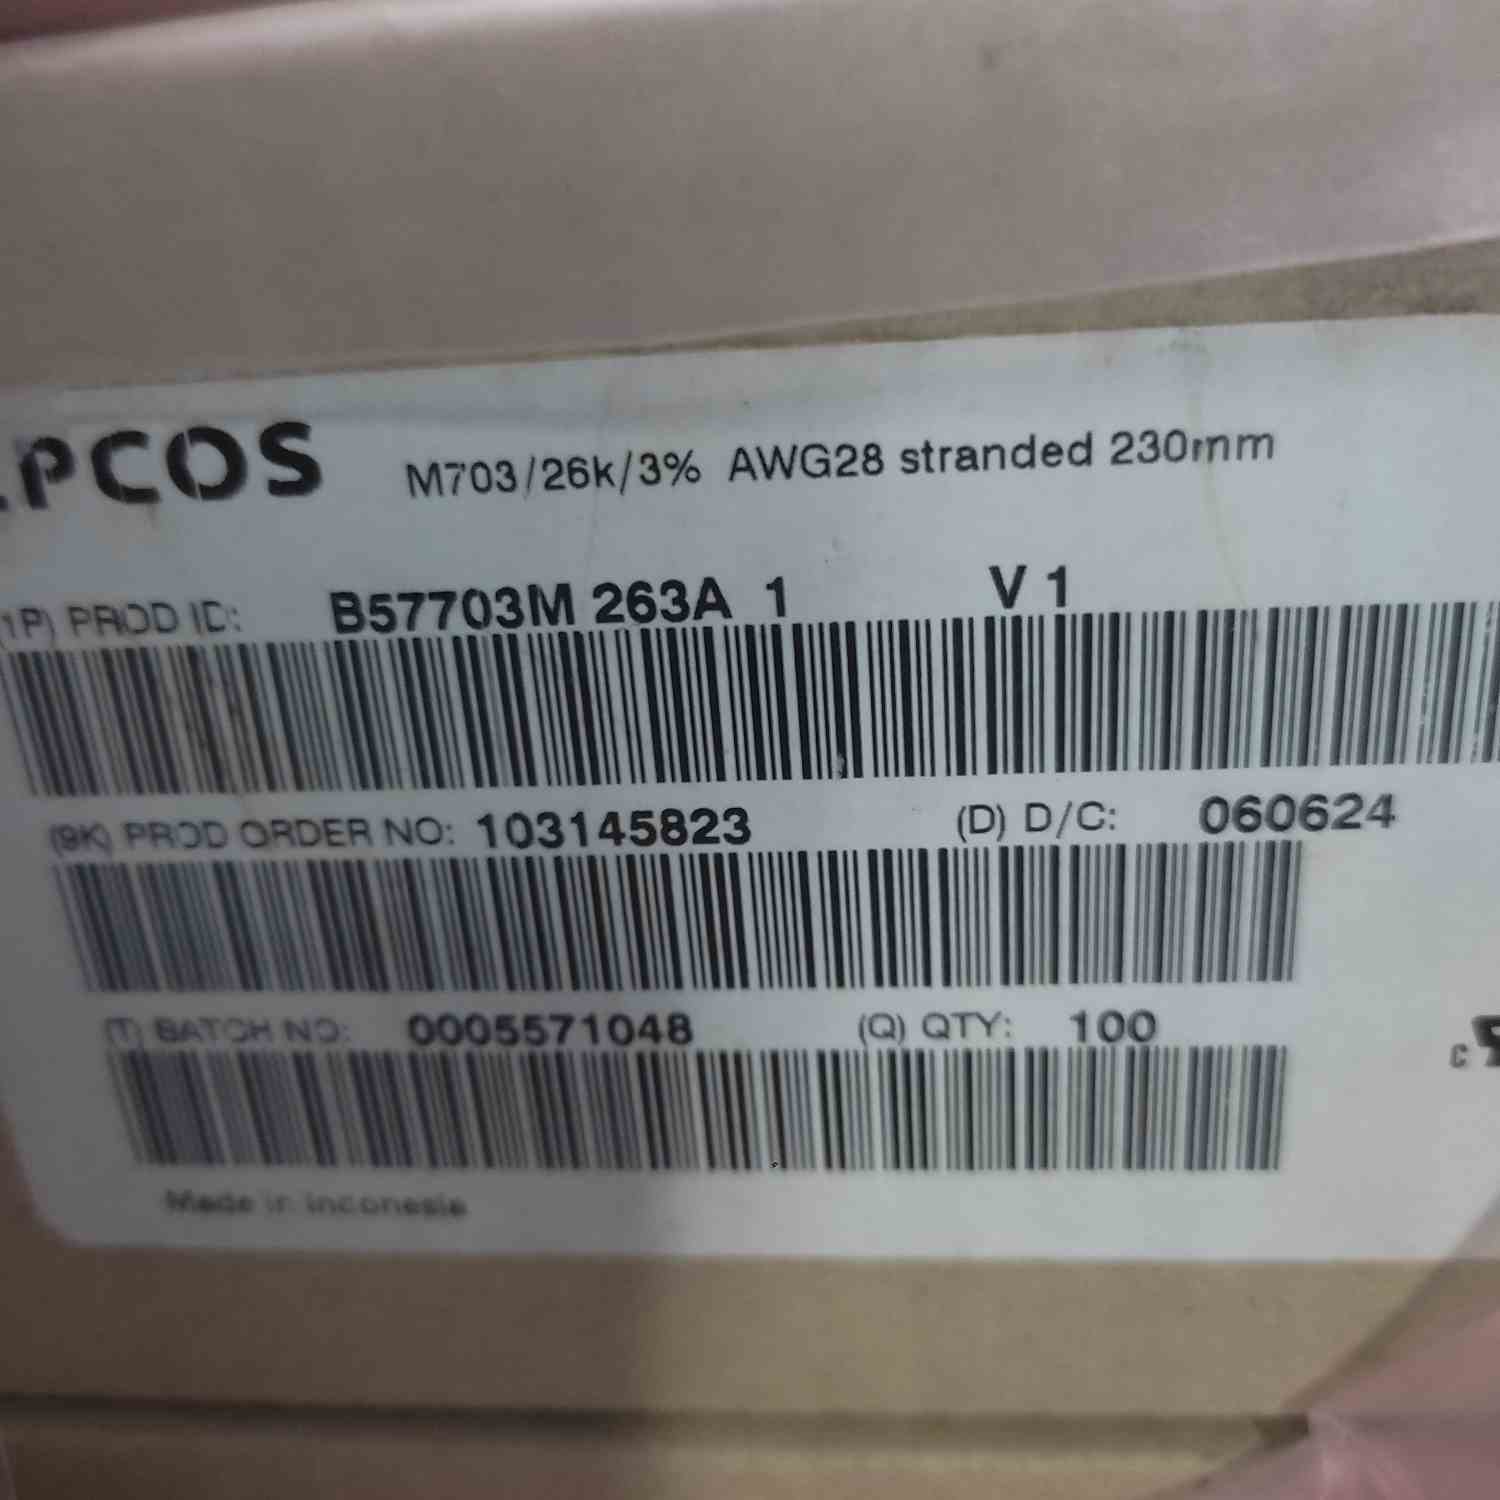 EPCOS M703/26k/3% AWG28 stranded 230mm
(1P) PROD ID: B57703M 263A 1 V 1
(9K) PROD ORDER NO: 103145823 (D) D/C: 060624
(T) BATCH NO: 0005571048 (Q) QTY: 100
c
Made in Indonesia